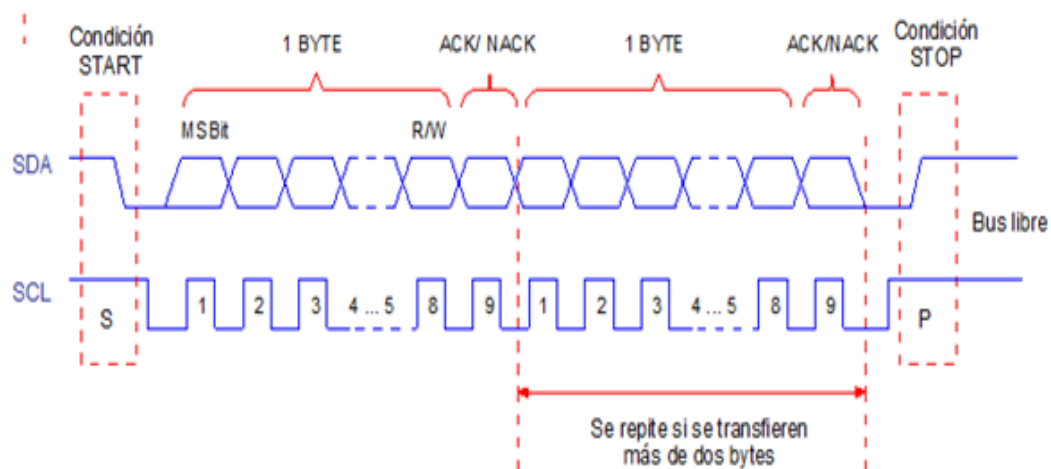 Condición
START
1 BYTE
ACK/ NACK
1 BYTE
ACK/NACK
Condición
STOP
MSBit
R/W
SDA
Bus libre
SCL
S
1
2
3
4 ... 5
8
9
1
2
3
4 ... 5
8
9
P
Se repite si se transfieren
más de dos bytes